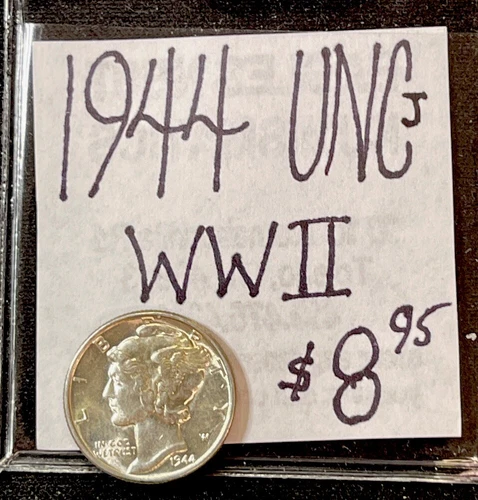 1944 UNC J
WWII
$8.95
LIBERTY
IN GOD
WE TRUST
1944
W